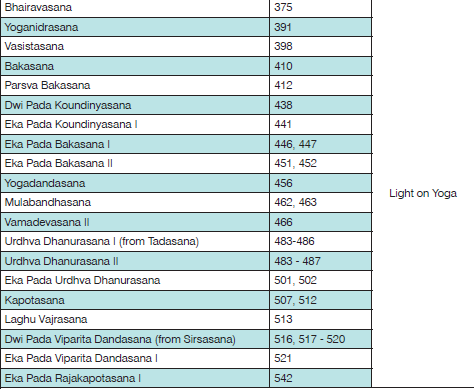 Bhairavasana 375
Yoganidrasana 391
Vasistasana 398
Bakasana 410
Parsva Bakasana 412
Dwi Pada Koundinyasana 438
Eka Pada Koundinyasana I 441
Eka Pada Bakasana I 446, 447
Eka Pada Bakasana II 451, 452
Yogadandasana 456
Light on Yoga
Mulabandhasana 462, 463
Vamadevasana II 466
Urdhva Dhanurasana I (from Tadasana) 483-486
Urdhva Dhanurasana II 483 - 487
Eka Pada Urdhva Dhanurasana 501, 502
Kapotasana 507, 512
Laghu Vajrasana 513
Dwi Pada Viparita Dandasana (from Sirsasana) 516, 517 - 520
Eka Pada Viparita Dandasana I 521
Eka Pada Rajakapotasana I 542